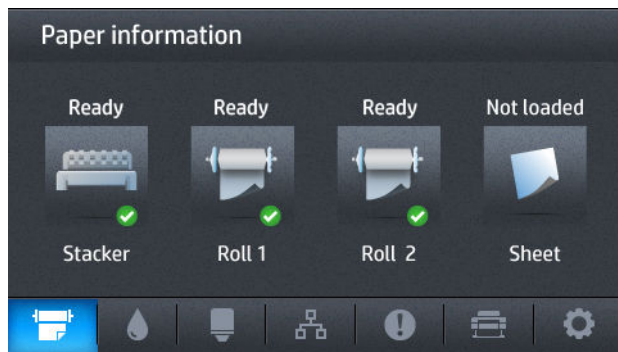 Paper information
Ready Ready Ready Not loaded
Stacker Roll 1 Roll 2 Sheet